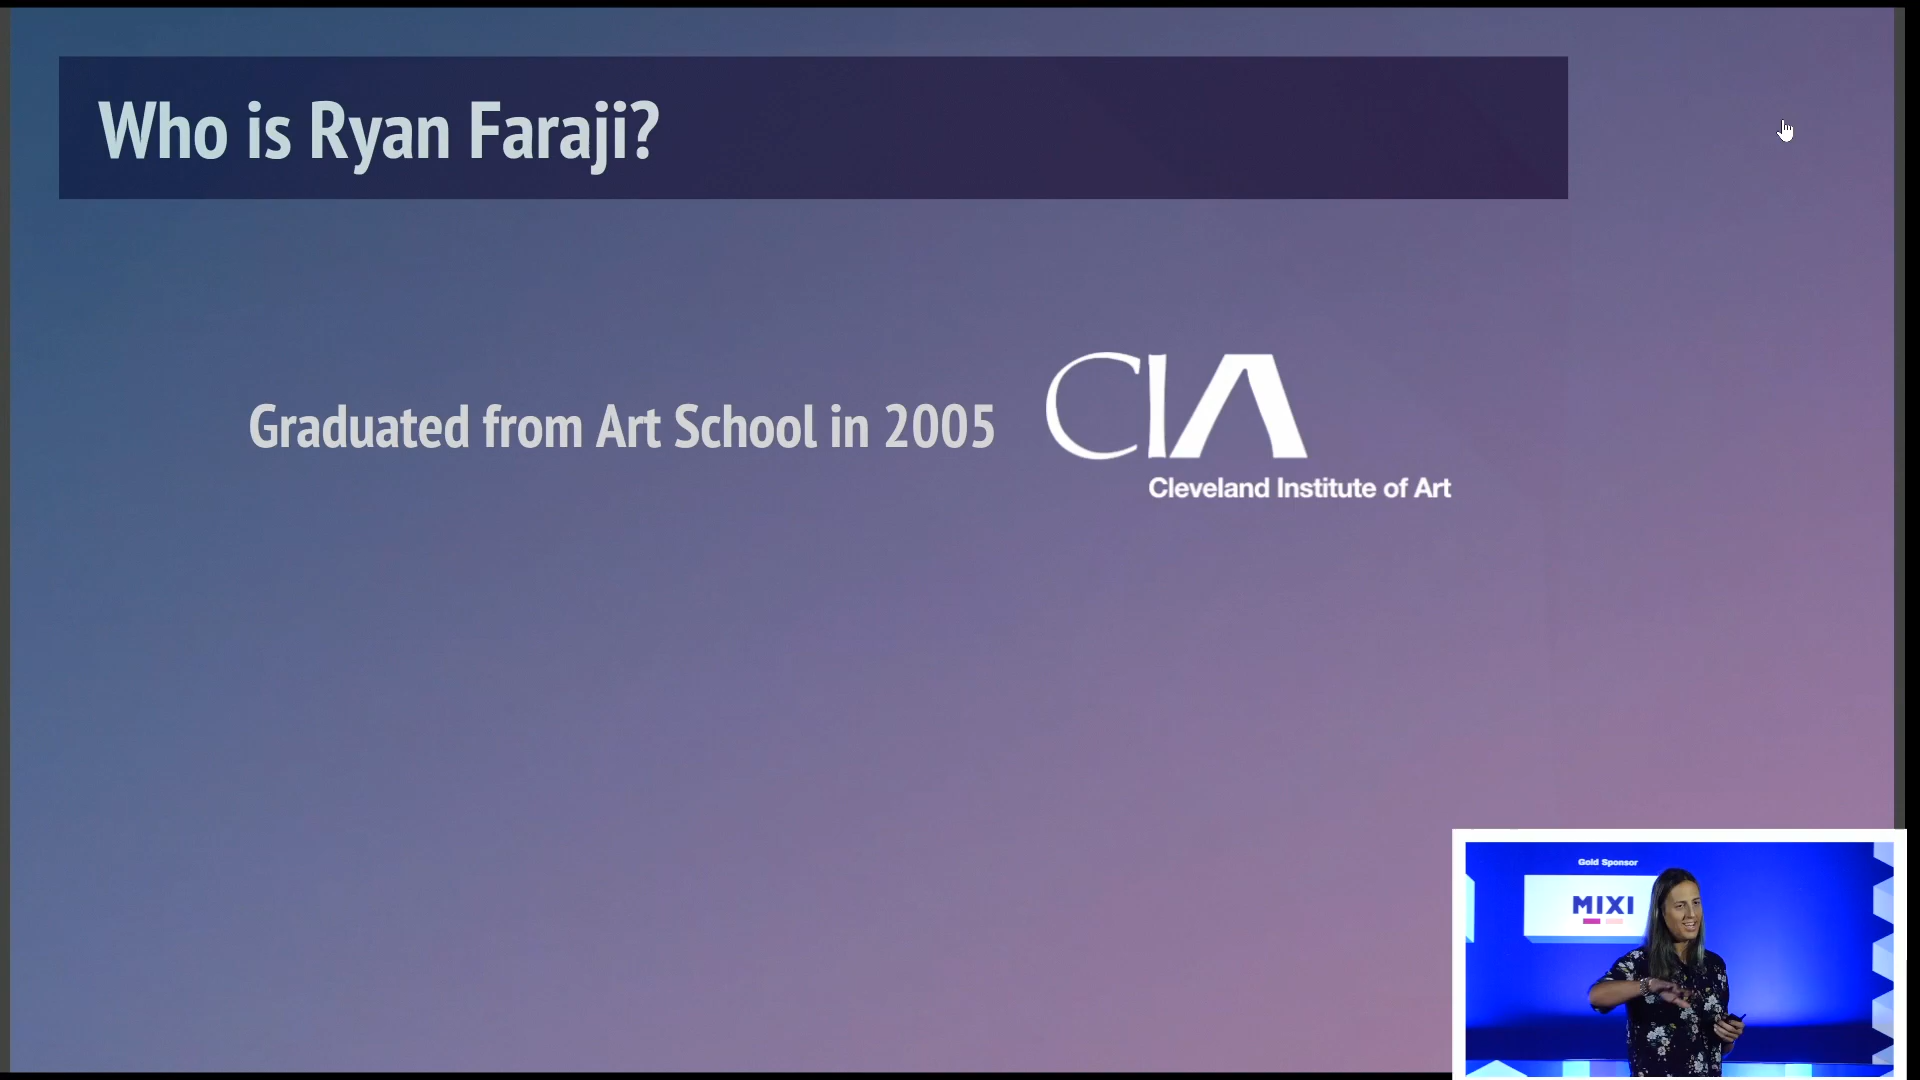 Who is Ryan Faraji?
Graduated from Art School in 2005
CIA
Cleveland Institute of Art
Gold Sponsor
MIXI